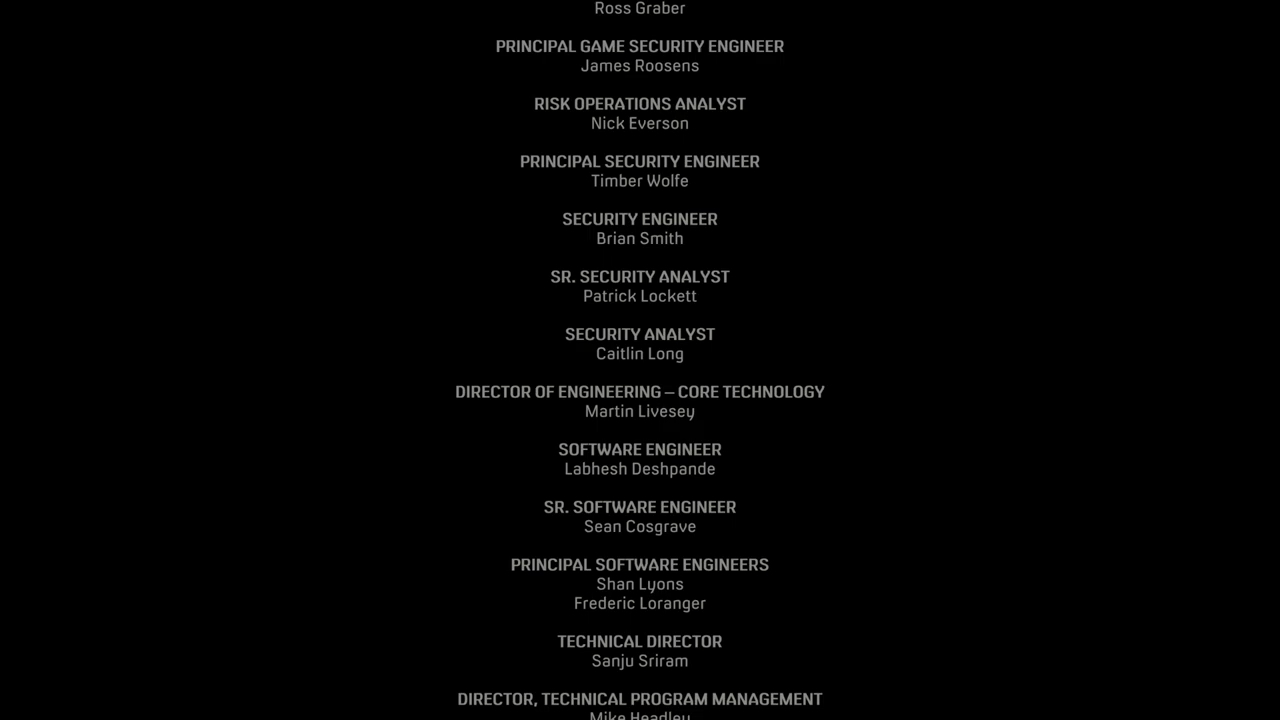 Ross Graber
PRINCIPAL GAME SECURITY ENGINEER
James Roosens
RISK OPERATIONS ANALYST
Nick Everson
PRINCIPAL SECURITY ENGINEER
Timber Wolfe
SECURITY ENGINEER
Brian Smith
SR. SECURITY ANALYST
Patrick Lockett
SECURITY ANALYST
Caitlin Long
DIRECTOR OF ENGINEERING – CORE TECHNOLOGY
Martin Livesey
SOFTWARE ENGINEER
Labhesh Deshpande
SR. SOFTWARE ENGINEER
Sean Cosgrave
PRINCIPAL SOFTWARE ENGINEERS
Shan Lyons
Frederic Loranger
TECHNICAL DIRECTOR
Sanju Sriram
DIRECTOR, TECHNICAL PROGRAM MANAGEMENT
Mike Headley